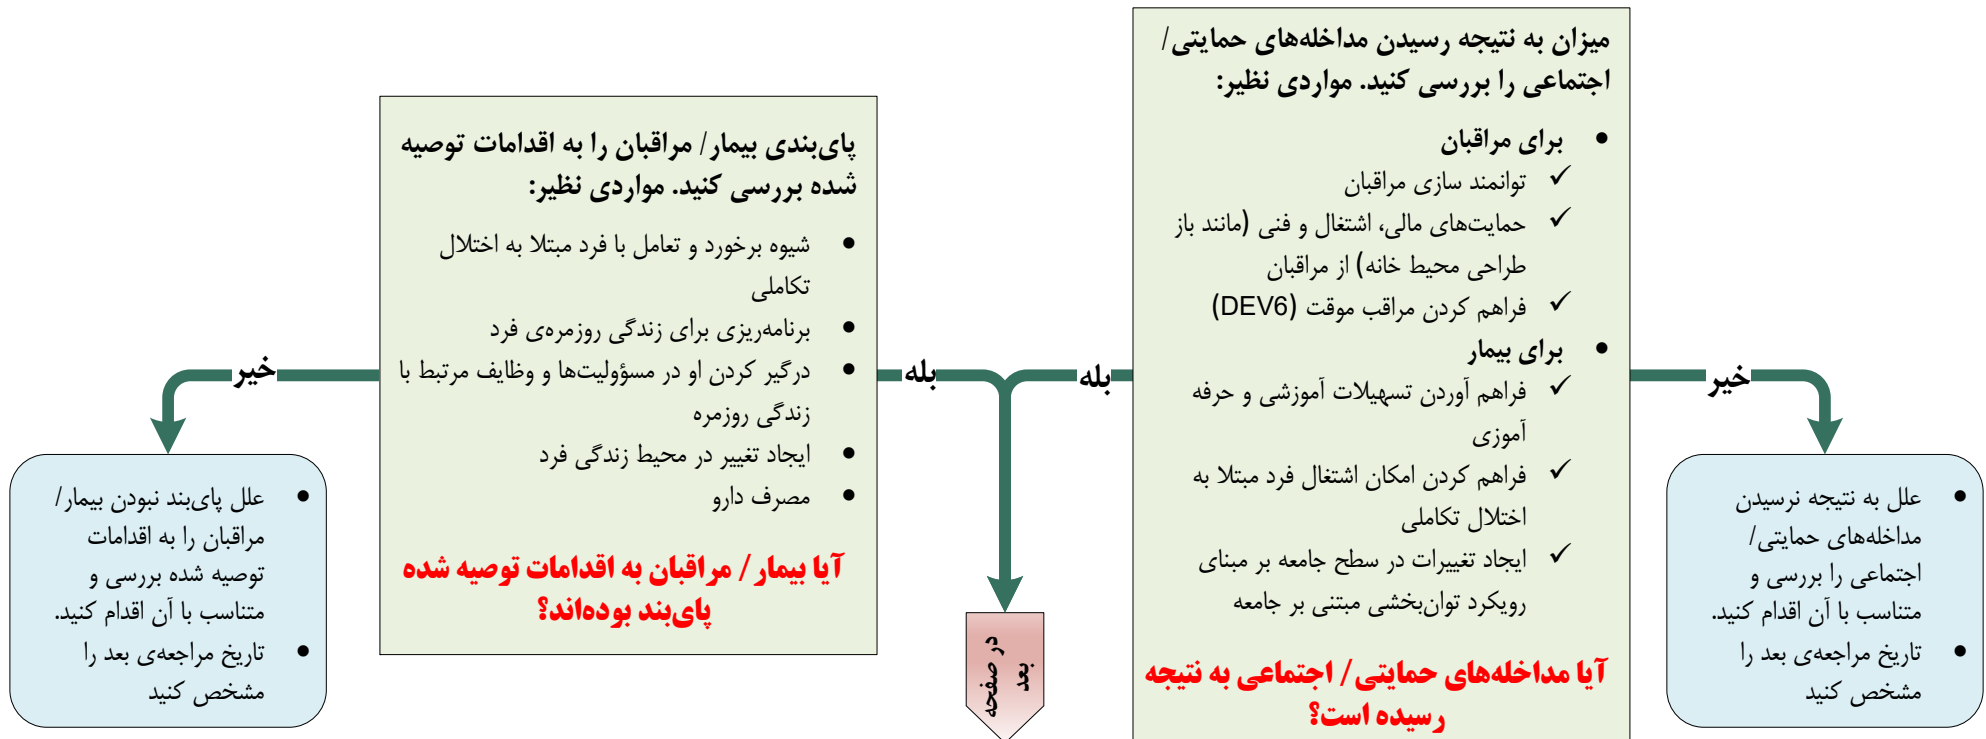 میزان به نتیجه رسیدن مداخله‌های حمایتی/
اجتماعی را بررسی کنید. مواردی نظیر:
• برای مراقبان
✓ توانمند سازی مراقبان
✓ حمایت‌های مالی، اشتغال و فنی (مانند باز
طراحی محیط خانه) از مراقبان
✓ فراهم کردن مراقب موقت (DEV6)
• برای بیمار
✓ فراهم آوردن تسهیلات آموزشی و حرفه
آموزی
✓ فراهم کردن امکان اشتغال فرد مبتلا به
اختلال تکاملی
✓ ایجاد تغییرات در سطح جامعه بر مبنای
رویکرد توان‌بخشی مبتنی بر جامعه
آیا مداخله‌های حمایتی/ اجتماعی به نتیجه
رسیده است؟
خیر
• علل به نتیجه نرسیدن
مداخله‌های حمایتی/
اجتماعی را بررسی و
متناسب با آن اقدام کنید.
• تاریخ مراجعه‌ی بعد را
مشخص کنید
بله
بله
در صفحه
بعد
پای‌بندی بیمار/ مراقبان را به اقدامات توصیه
شده بررسی کنید. مواردی نظیر:
• شیوه برخورد و تعامل با فرد مبتلا به اختلال
تکاملی
• برنامه‌ریزی برای زندگی روزمره‌ی فرد
• درگیر کردن او در مسؤولیت‌ها و وظایف مرتبط با
زندگی روزمره
• ایجاد تغییر در محیط زندگی فرد
• مصرف دارو
آیا بیمار/ مراقبان به اقدامات توصیه شده
پای‌بند بوده‌اند؟
خیر
• علل پای‌بند نبودن بیمار/
مراقبان را به اقدامات
توصیه شده بررسی و
متناسب با آن اقدام کنید.
• تاریخ مراجعه‌ی بعد را
مشخص کنید